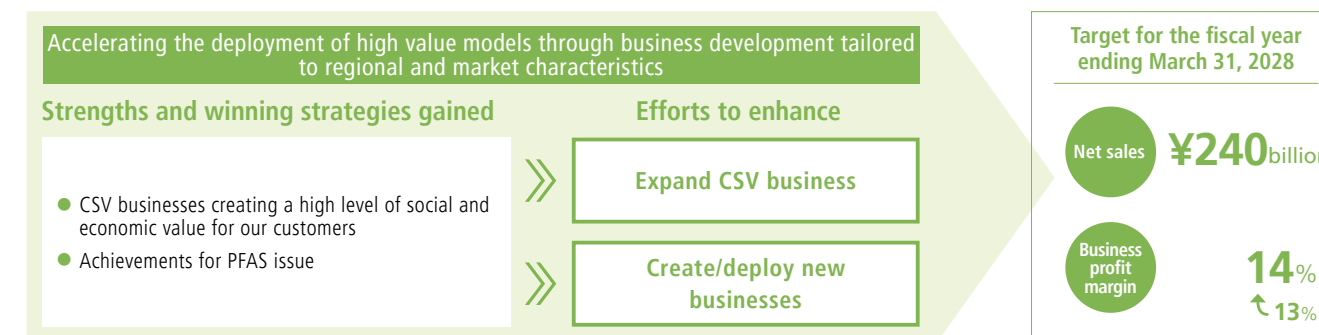 Accelerating the deployment of high value models through business development tailored
to regional and market characteristics
Strengths and winning strategies gained
● CSV businesses creating a high level of social and
economic value for our customers
● Achievements for PFAS issue
Efforts to enhance
Expand CSV business
Create/deploy new
businesses
Target for the fiscal year
ending March 31, 2028
Net sales
¥240billion
Business
profit
margin
14%
13%